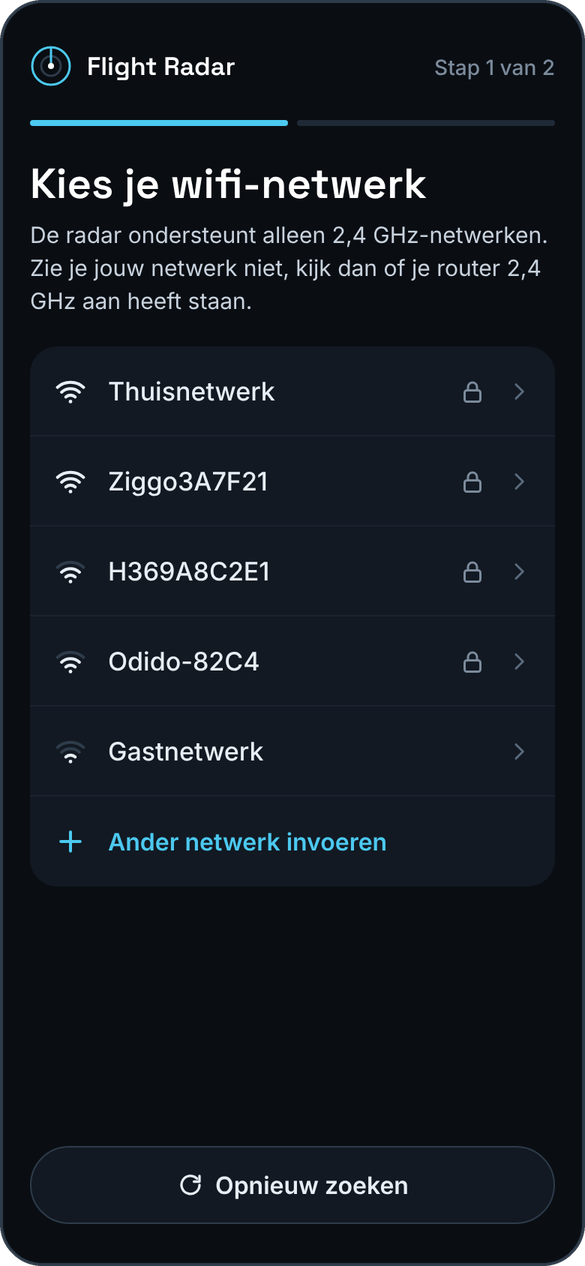 Flight Radar
Stap 1 van 2
Kies je wifi-netwerk
De radar ondersteunt alleen 2,4 GHz-netwerken.
Zie je jouw netwerk niet, kijk dan of je router 2,4
GHz aan heeft staan.
Thuisnetwerk
Ziggo3A7F21
H369A8C2E1
Odido-82C4
Gastnetwerk
Ander netwerk invoeren
Opnieuw zoeken